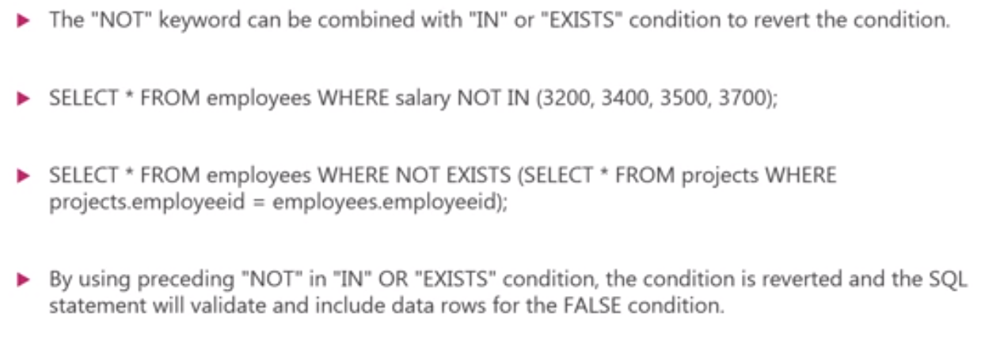 The "NOT" keyword can be combined with "IN" or "EXISTS" condition to revert the condition.
SELECT * FROM employees WHERE salary NOT IN (3200, 3400, 3500, 3700);
SELECT * FROM employees WHERE NOT EXISTS (SELECT * FROM projects WHERE
projects.employeeid = employees.employeeid);
By using preceding "NOT" in "IN" OR "EXISTS" condition, the condition is reverted and the SQL
statement will validate and include data rows for the FALSE condition.